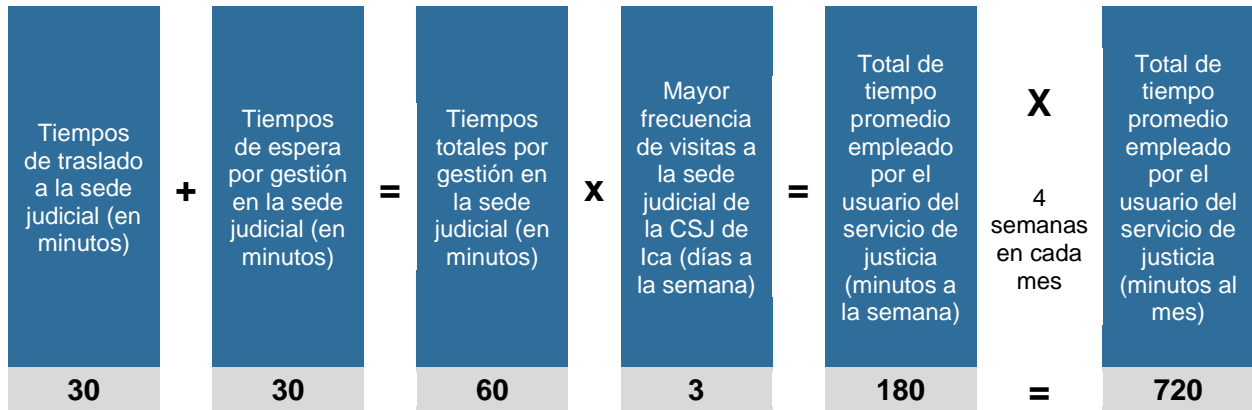 Tiempos
de traslado
a la sede
judicial (en
minutos)
30
+
Tiempos
de espera
por gestión
en la sede
judicial (en
minutos)
30
=
Tiempos
totales por
gestión en
la sede
judicial (en
minutos)
60
x
Mayor
frecuencia
de visitas a
la sede
judicial de
la CSJ de
Ica (días a
la semana)
3
=
Total de
tiempo
promedio
empleado
por el
usuario del
servicio de
justicia
(minutos a
la semana)
180
X
4
semanas
en cada
mes
=
Total de
tiempo
promedio
empleado
por el
usuario del
servicio de
justicia
(minutos al
mes)
720